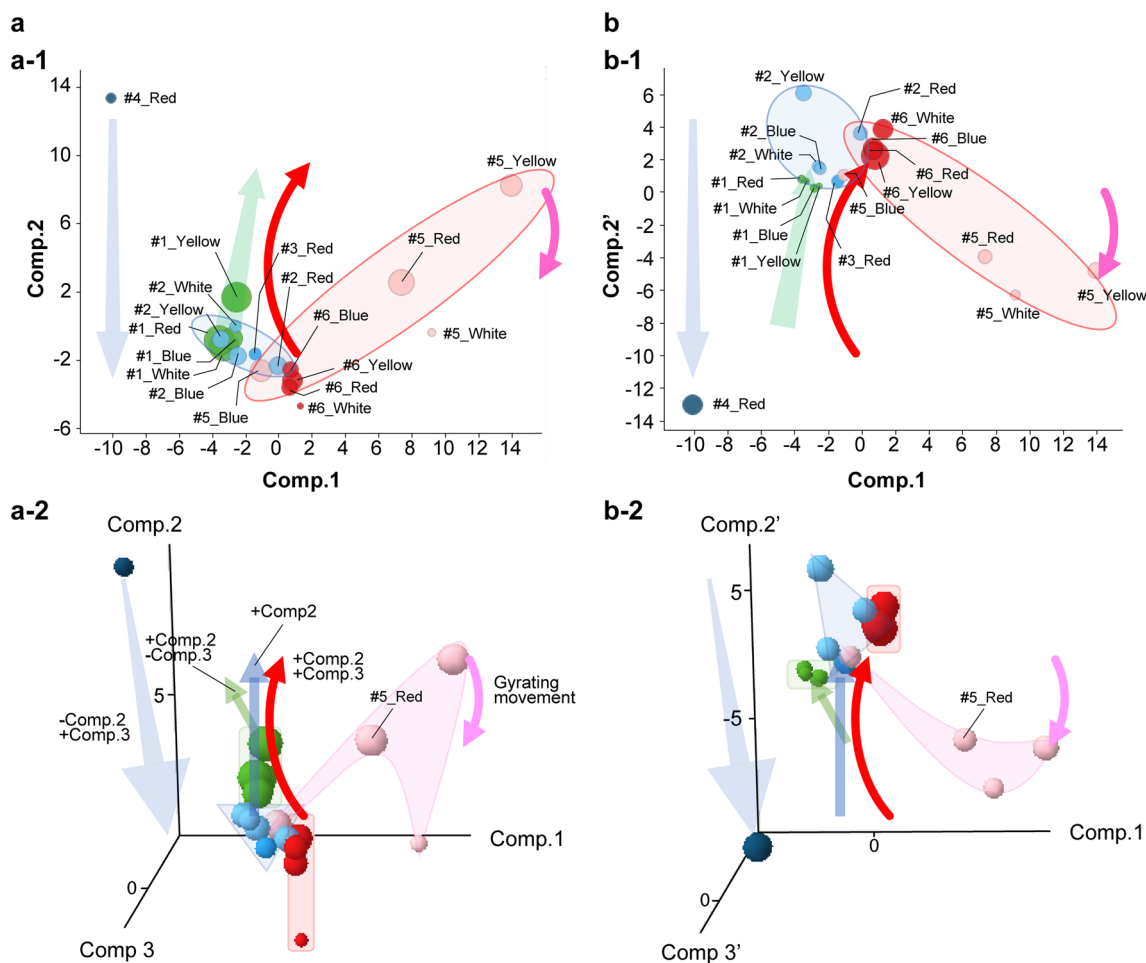 a
b
a-1
b-1
14
10
6
2
-2
-6
Comp.2
#4_Red
#5_Yellow
#1_Yellow
#3_Red
#5_Red
#2_White
#2_Red
#2_Yellow
#1_Red
#6_Blue
#5_White
#1_Blue
#6_Yellow
#1_White
#6_Red
#2_Blue
#6_White
#5_Blue
-10 -8 -6 -4 -2 0 2 4 6 8 10 12 14
Comp.1
6
4
2
0
-2
-4
-6
-8
-10
-12
-14
Comp.2’
#2_Yellow
#2_Red
#6_White
#2_Blue
#6_Blue
#2_White
#6_Red
#1_Red
#6_Yellow
#1_White
#5_Blue
#1_Blue
#5_Red
#1_Yellow
#3_Red
#5_Yellow
#5_White
#4_Red
-10 -8 -6 -4 -2 0 2 4 6 8 10 12 14
Comp.1
a-2
Comp.2
+Comp2
+Comp.2
-Comp.3
+Comp.2
+Comp.3
#5_Red
Gyrating
movement
5
-Comp.2
+Comp.3
Comp.1
0
Comp 3
b-2
Comp.2’
5
#5_Red
-5
Comp.1
0
0
Comp 3’